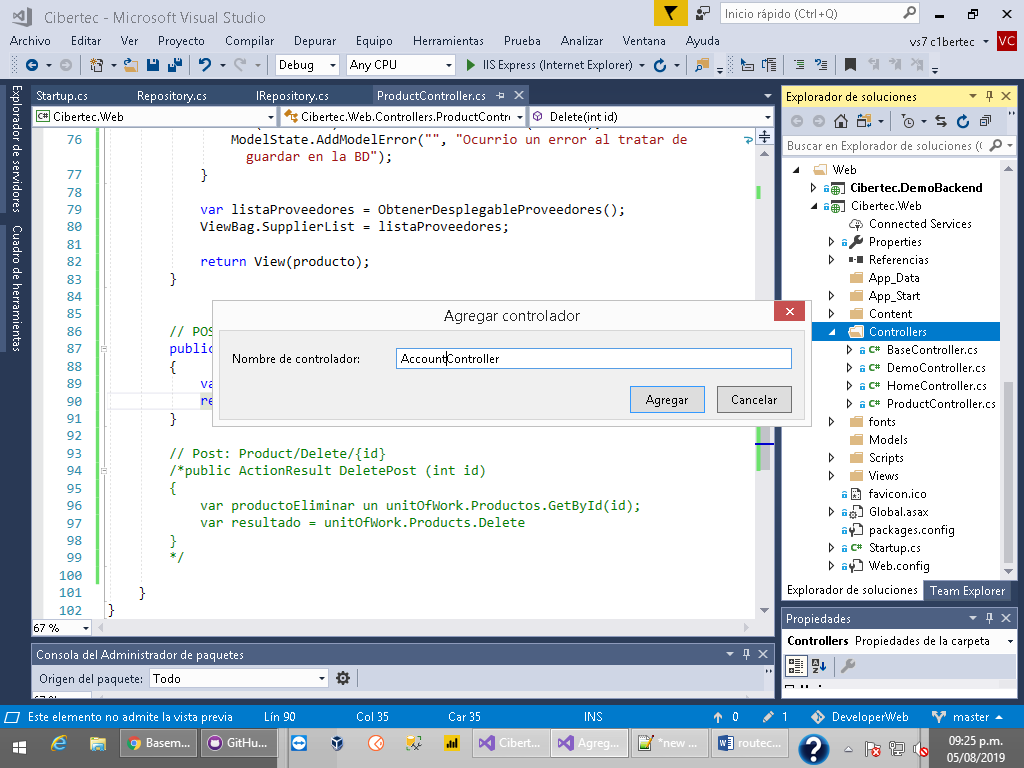 Cibertec - Microsoft Visual Studio
Inicio rápido (Ctrl+Q)
Archivo Editar Ver Proyecto Compilar Depurar Equipo Herramientas Prueba Analizar Ventana Ayuda
vs7 c1bertec VC
Debug Any CPU IIS Express (Internet Explorer)
Explorador de servidores
Cuadro de herramientas
Startup.cs Repository.cs IRepository.cs ProductController.cs
Cibertec.Web Cibertec.Web.Controllers.ProductContr Delete(int id)
76 ModelState.AddModelError("", "Ocurrio un error al tratar de
guardar en la BD");
77 }
78
79 var listaProveedores = ObtenerDesplegableProveedores();
80 ViewBag.SupplierList = listaProveedores;
81
82 return View(producto);
83 }
84
85
86 // POS
87 public
88 {
89 va
90 re
91 }
92
93 // Post: Product/Delete/{id}
94 /*public ActionResult DeletePost (int id)
95 {
96 var productoEliminar un unitOfWork.Productos.GetById(id);
97 var resultado = unitOfWork.Products.Delete
98 }
99 */
100
101 }
102 }
67 %
Agregar controlador
Nombre de controlador: AccountController
Agregar Cancelar
Explorador de soluciones
Buscar en Explorador de soluciones (
Web
Cibertec.DemoBackend
Cibertec.Web
Connected Services
Properties
Referencias
App_Data
App_Start
Content
Controllers
BaseController.cs
DemoController.cs
HomeController.cs
ProductController.cs
fonts
Models
Scripts
Views
favicon.ico
Global.asax
packages.config
Startup.cs
Web.config
Explorador de soluciones Team Explorer
Propiedades
Controllers Propiedades de la carpeta
Consola del Administrador de paquetes
Origen del paquete: Todo
Este elemento no admite la vista previa Lín 90 Col 35 Car 35 INS 0 1 DeveloperWeb master
Basem... GitHu... Cibert... Agreg... *new ... routec...
09:25 p.m.
05/08/2019